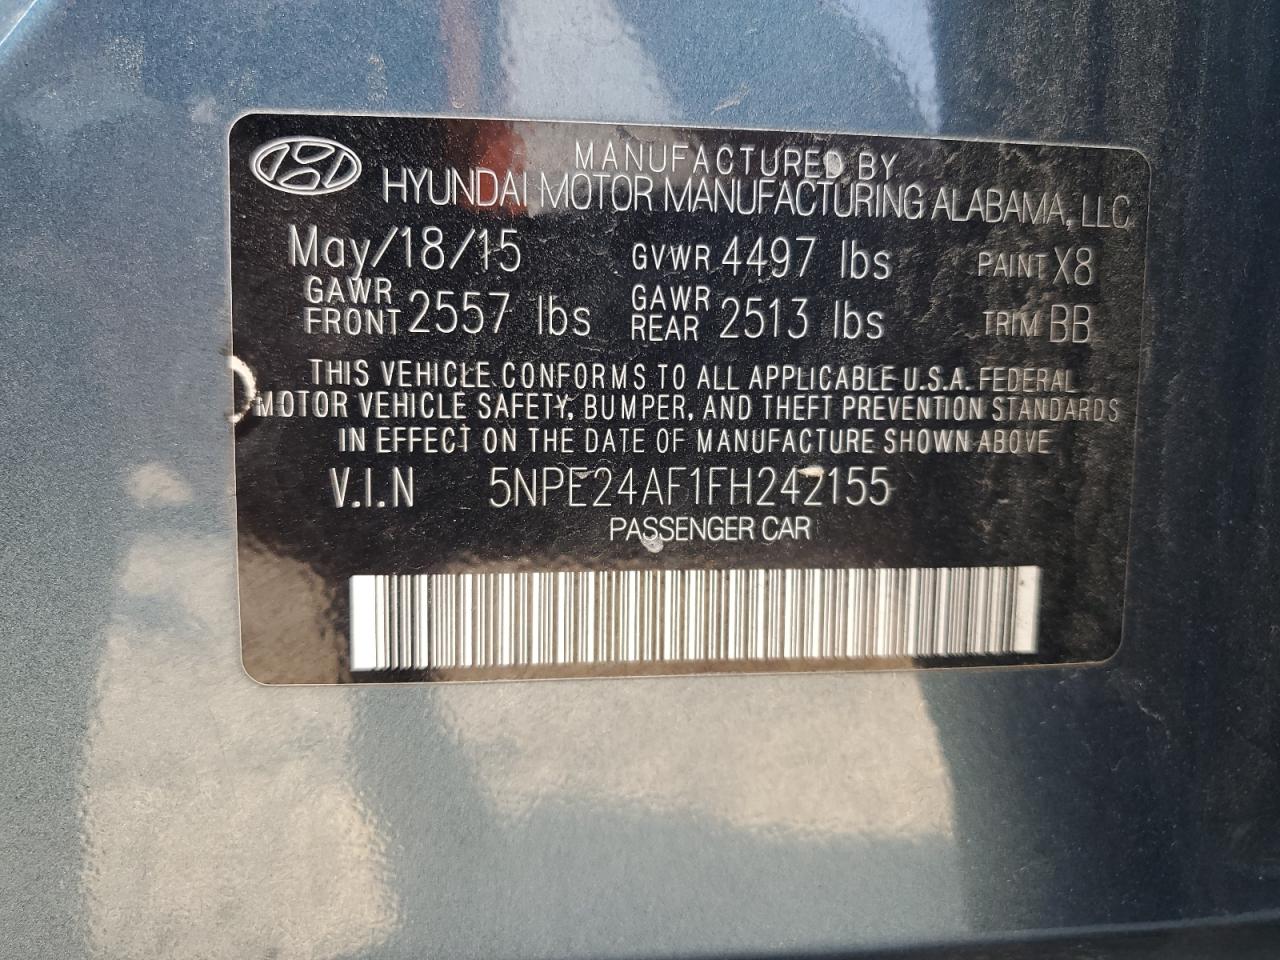 MANUFACTURED BY
HYUNDAI MOTOR MANUFACTURING ALABAMA, LLC
May/18/15 GVWR 4497 lbs PAINT X8
GAWR FRONT 2557 lbs GAWR REAR 2513 lbs TRIM BB
THIS VEHICLE CONFORMS TO ALL APPLICABLE U.S.A. FEDERAL
MOTOR VEHICLE SAFETY, BUMPER, AND THEFT PREVENTION STANDARDS
IN EFFECT ON THE DATE OF MANUFACTURE SHOWN ABOVE
V.I.N 5NPE24AF1FH242155
PASSENGER CAR